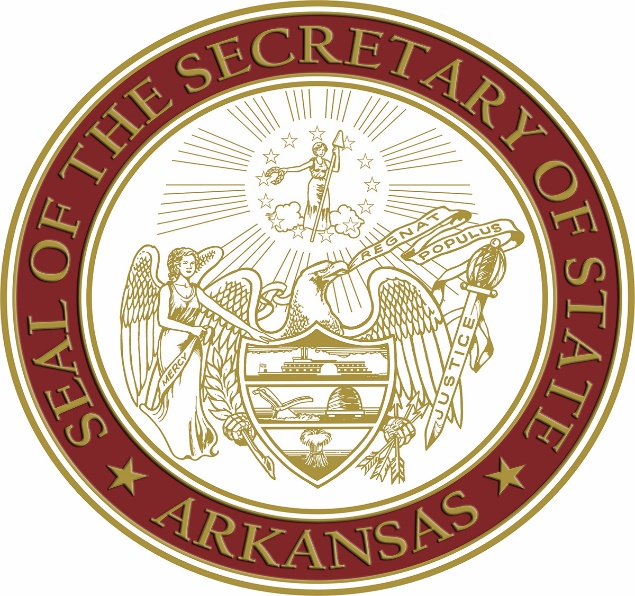 SEAL OF THE SECRETARY OF STATE
ARKANSAS
REGNAT
POPULUS
MERCY
JUSTICE